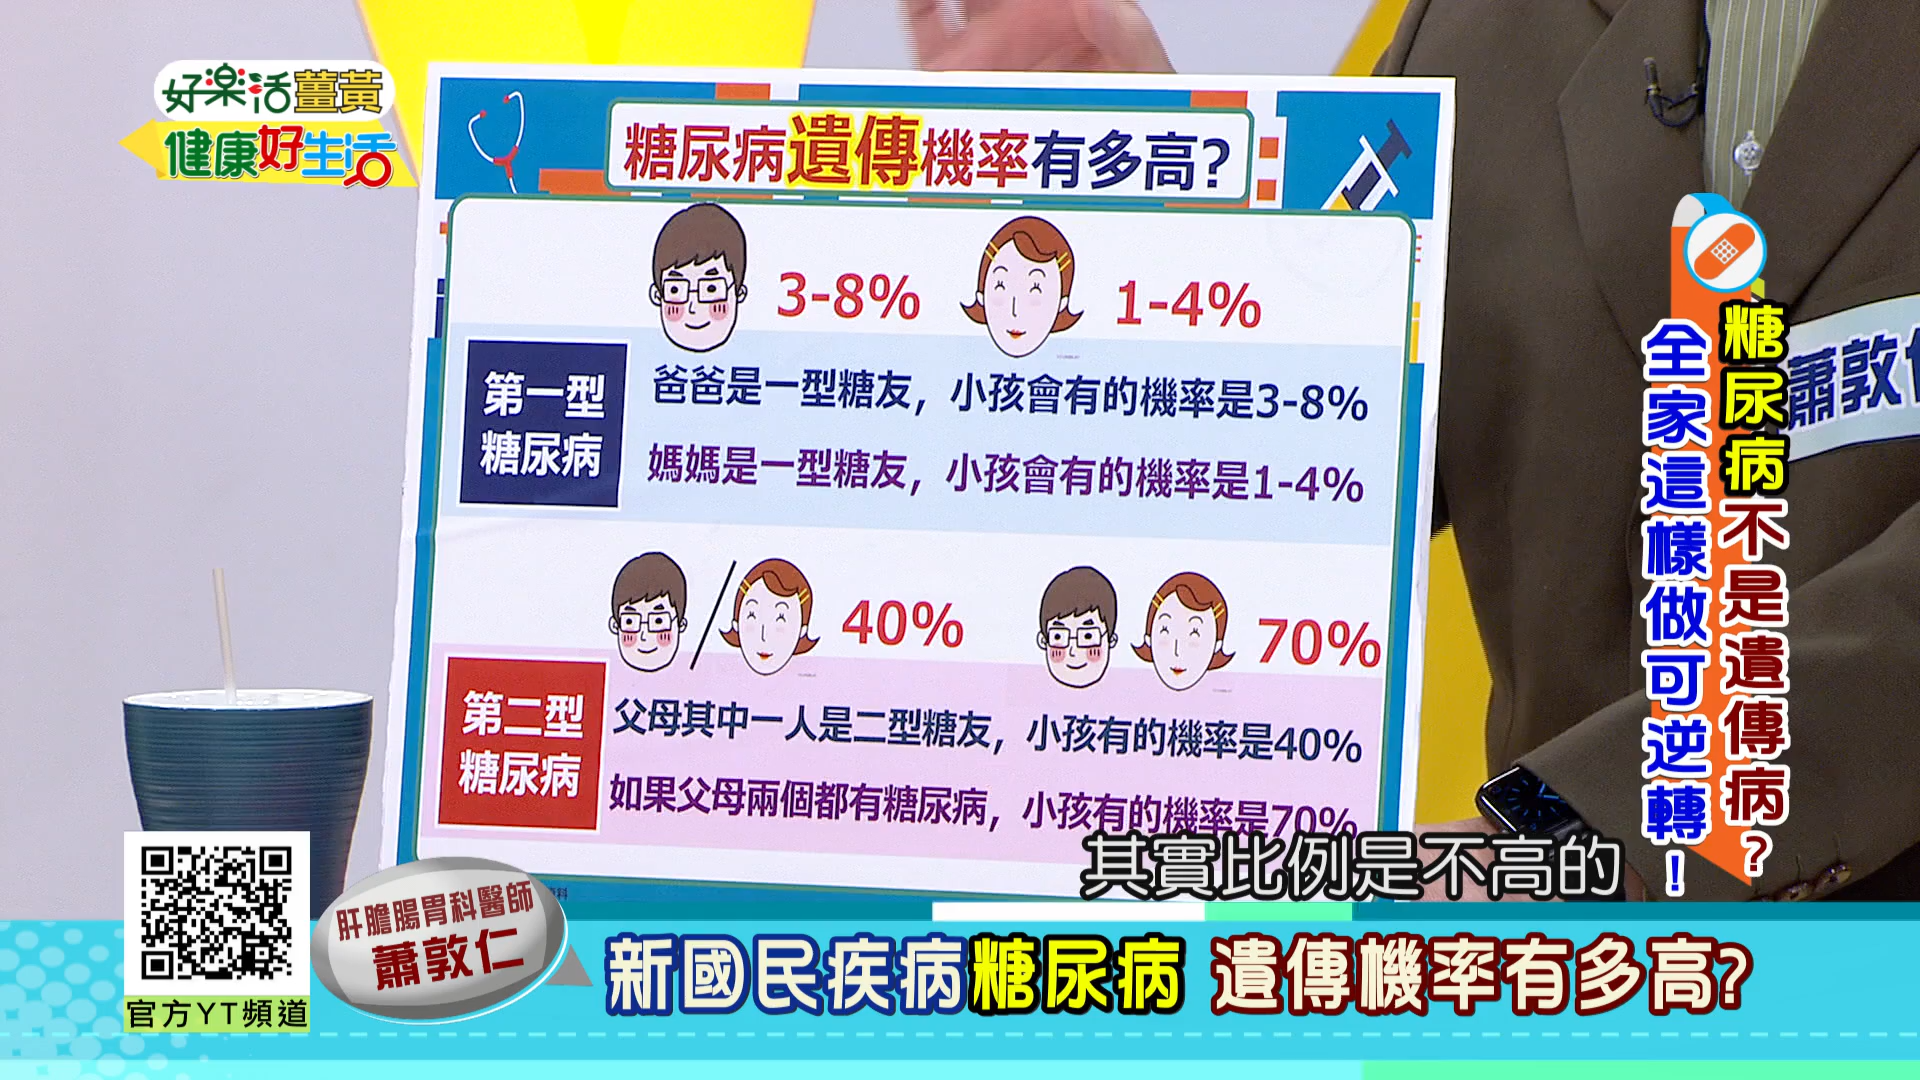 好樂活薑黃
健康好生活
糖尿病遺傳機率有多高?
3-8%
1-4%
第一型
糖尿病
爸爸是一型糖友，小孩會有的機率是3-8%
媽媽是一型糖友，小孩會有的機率是1-4%
40%
70%
第二型
糖尿病
父母其中一人是二型糖友，小孩有的機率是40%
如果父母兩個都有糖尿病，小孩有的機率是70%
糖尿病不是遺傳病?
全家這樣做可逆轉!
蕭敦
其實比例是不高的
官方YT頻道
肝膽腸胃科醫師
蕭敦仁
新國民疾病糖尿病 遺傳機率有多高?